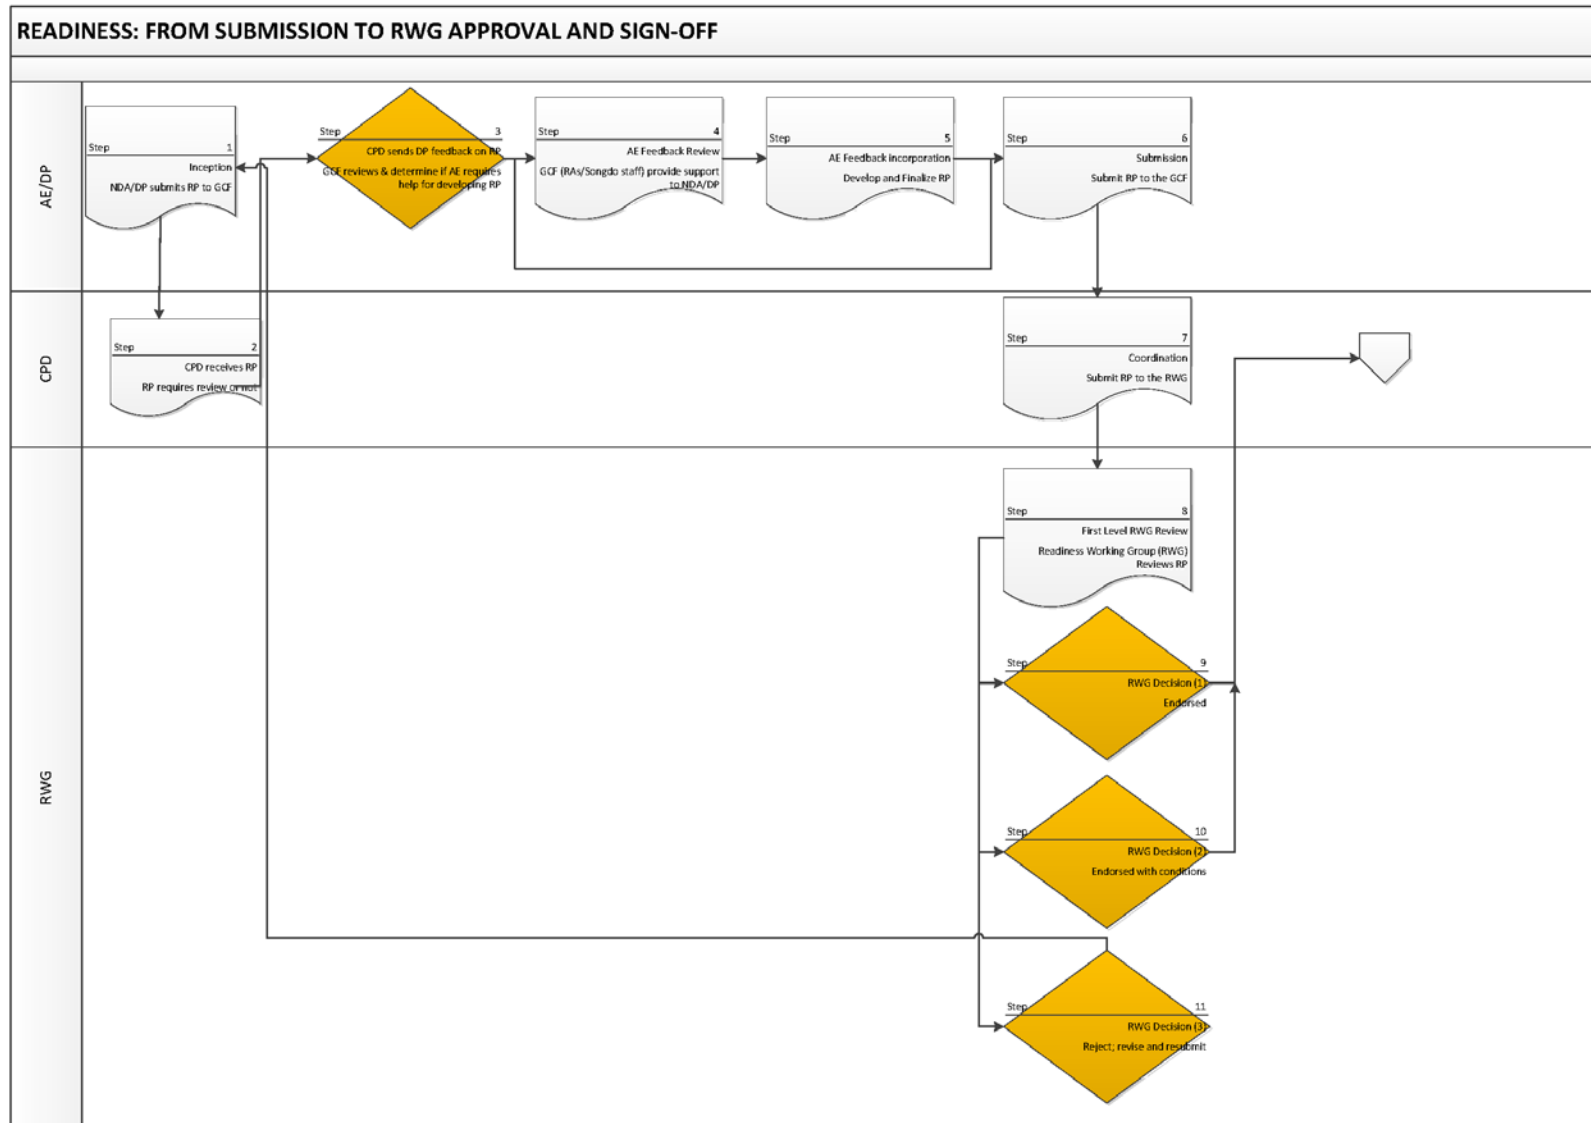 READINESS: FROM SUBMISSION TO RWG APPROVAL AND SIGN-OFF
AE/DP
Step 1
Inception
NDA/DP submits RP to GCF
Step 3
CPD sends DP feedback on RP
GCF reviews & determine if AE requires
help for developing RP
Step 4
AE Feedback Review
GCF (RAs/Songdo staff) provide support
to NDA/DP
Step 5
AE Feedback incorporation
Develop and Finalize RP
Step 6
Submission
Submit RP to the GCF
CPD
Step 2
CPD receives RP
RP requires review or not
Step 7
Coordination
Submit RP to the RWG
RWG
Step 8
First Level RWG Review
Readiness Working Group (RWG)
Reviews RP
Step 9
RWG Decision (1)
Endorsed
Step 10
RWG Decision (2)
Endorsed with conditions
Step 11
RWG Decision (3)
Reject; revise and resubmit